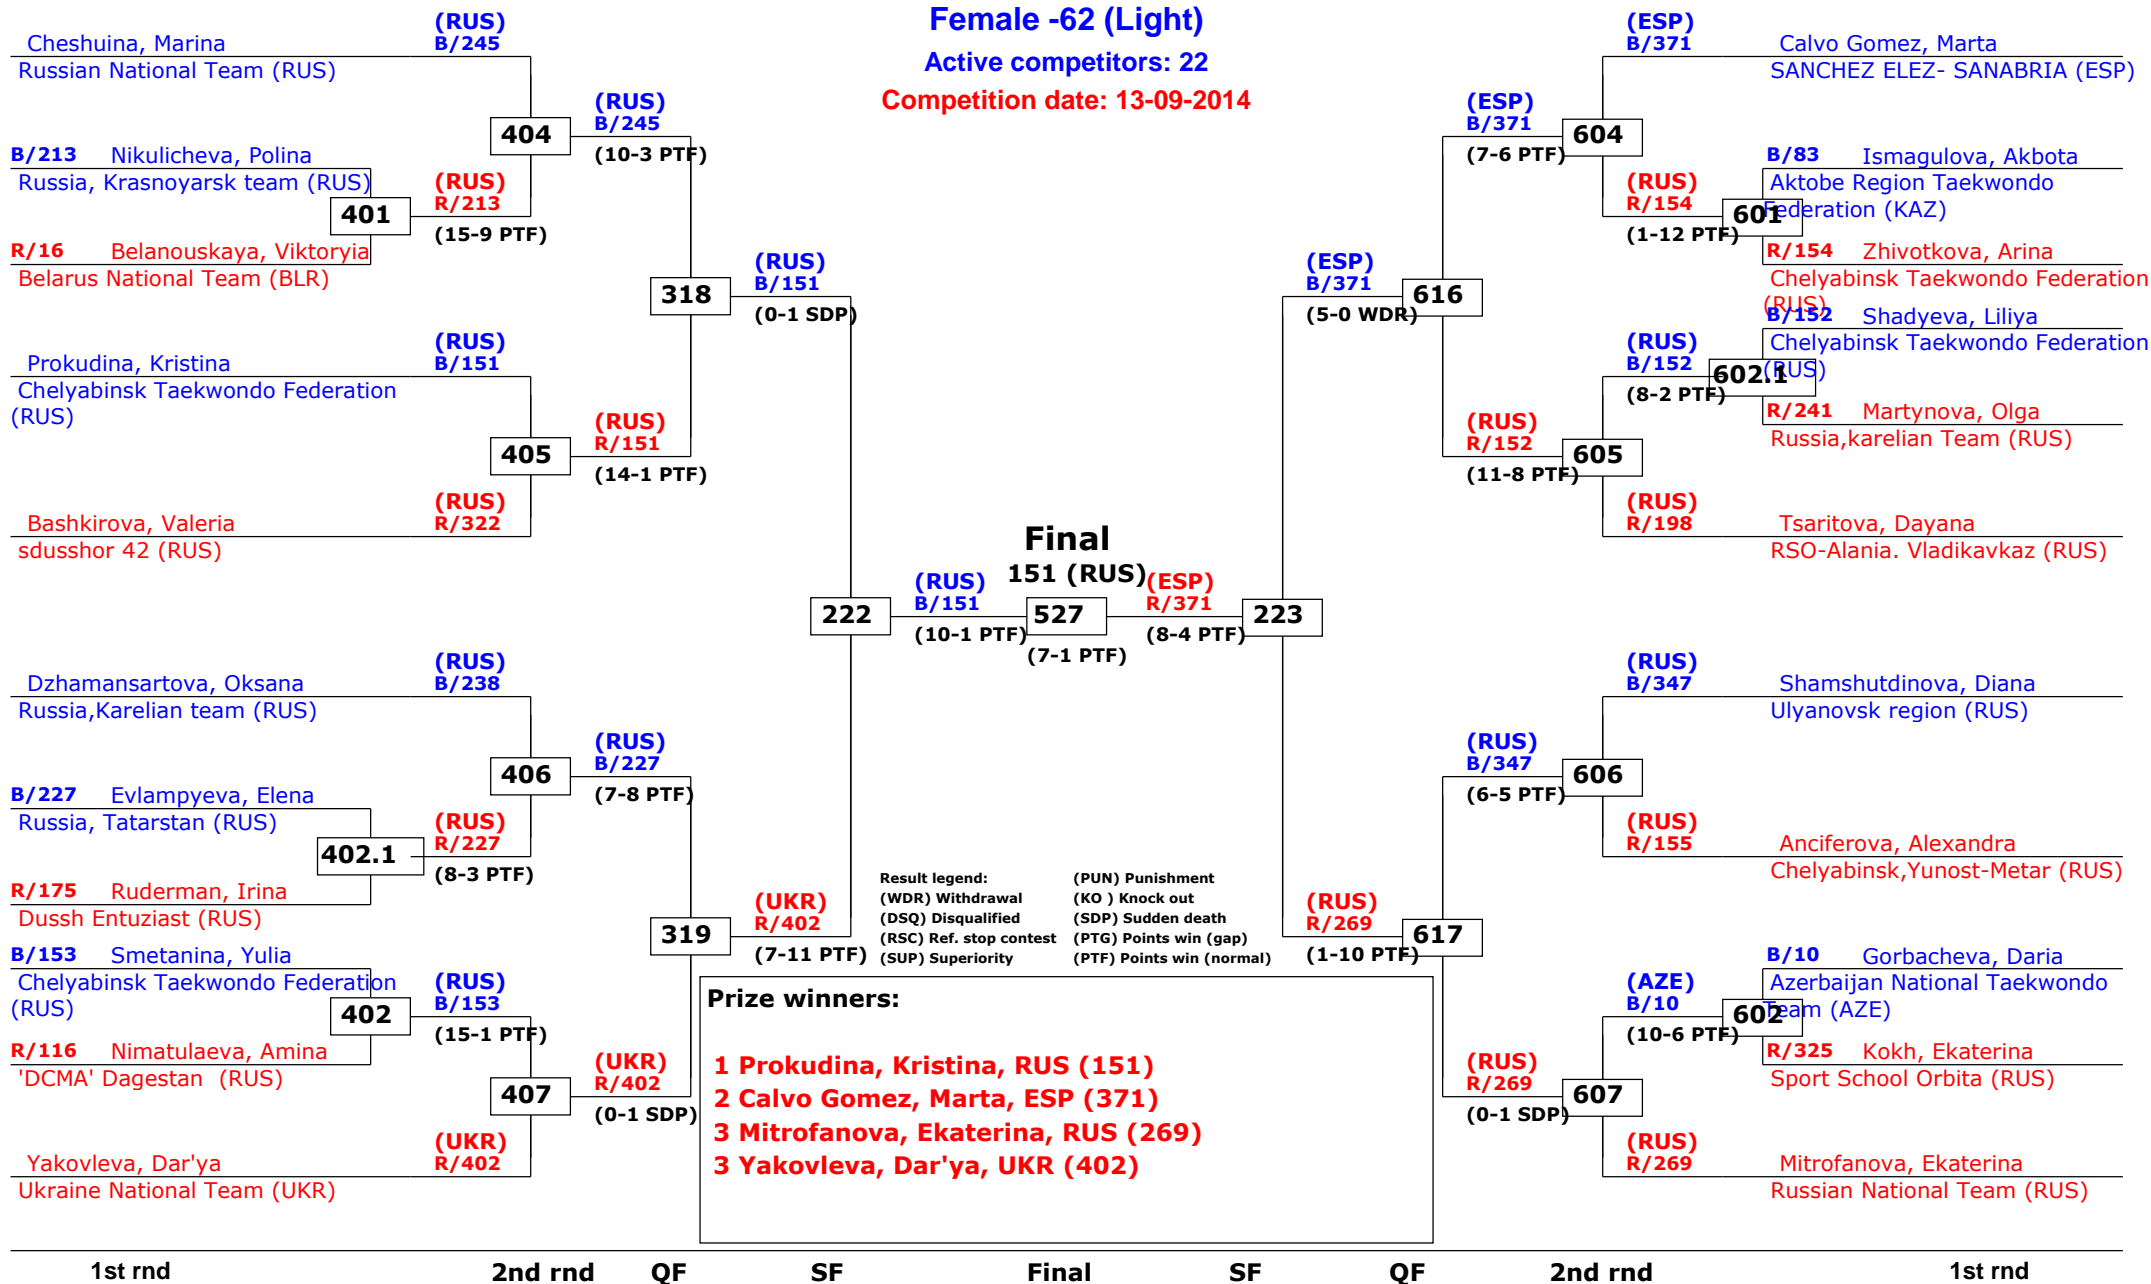 Female -62 (Light)
Active competitors: 22
Competition date: 13-09-2014
Cheshuina, Marina
Russian National Team (RUS)
(RUS)
B/245
B/213 Nikulicheva, Polina
Russia, Krasnoyarsk team (RUS)
401
R/16 Belanouskaya, Viktoryia
Belarus National Team (BLR)
(RUS)
R/213
(15-9 PTF)
404
(RUS)
B/245
(10-3 PTF)
Prokudina, Kristina
Chelyabinsk Taekwondo Federation
(RUS)
(RUS)
B/151
Bashkirova, Valeria
sdusshor 42 (RUS)
(RUS)
R/322
405
(RUS)
R/151
(14-1 PTF)
318
(RUS)
B/151
(0-1 SDP)
Dzhamansartova, Oksana
Russia,Karelian team (RUS)
(RUS)
B/238
B/227 Evlampyeva, Elena
Russia, Tatarstan (RUS)
402.1
R/175 Ruderman, Irina
Dussh Entuziast (RUS)
(RUS)
R/227
(8-3 PTF)
406
(RUS)
B/227
(7-8 PTF)
B/153 Smetanina, Yulia
Chelyabinsk Taekwondo Federation
(RUS)
402
R/116 Nimatulaeva, Amina
'DCMA' Dagestan (RUS)
(RUS)
B/153
(15-1 PTF)
407
Yakovleva, Dar'ya
Ukraine National Team (UKR)
(UKR)
R/402
(UKR)
R/402
(0-1 SDP)
319
(UKR)
R/402
(7-11 PTF)
222
(RUS)
B/151
(10-1 PTF)
Final
151 (RUS)
527
(7-1 PTF)
(ESP)
R/371
(8-4 PTF)
223
(ESP)
B/371
(5-0 WDR)
616
(ESP)
B/371
(7-6 PTF)
604
(ESP)
B/371
Calvo Gomez, Marta
SANCHEZ ELEZ- SANABRIA (ESP)
(RUS)
R/154
(1-12 PTF)
601
B/83 Ismagulova, Akbota
Aktobe Region Taekwondo
Federation (KAZ)
R/154 Zhivotkova, Arina
Chelyabinsk Taekwondo Federation
(RUS)
B/152 Shadyeva, Liliya
Chelyabinsk Taekwondo Federation
(RUS)
602.1
R/241 Martynova, Olga
Russia,karelian Team (RUS)
(RUS)
B/152
(8-2 PTF)
605
(RUS)
R/152
(11-8 PTF)
(RUS)
R/198
Tsaritova, Dayana
RSO-Alania. Vladikavkaz (RUS)
(RUS)
B/347
Shamshutdinova, Diana
Ulyanovsk region (RUS)
606
(RUS)
B/347
(6-5 PTF)
(RUS)
R/155
Anciferova, Alexandra
Chelyabinsk,Yunost-Metar (RUS)
617
(RUS)
R/269
(1-10 PTF)
B/10 Gorbacheva, Daria
Azerbaijan National Taekwondo
Team (AZE)
602
R/325 Kokh, Ekaterina
Sport School Orbita (RUS)
(AZE)
B/10
(10-6 PTF)
607
(RUS)
R/269
(0-1 SDP)
(RUS)
R/269
Mitrofanova, Ekaterina
Russian National Team (RUS)
Result legend: (PUN) Punishment
(WDR) Withdrawal (KO ) Knock out
(DSQ) Disqualified (SDP) Sudden death
(RSC) Ref. stop contest (PTG) Points win (gap)
(SUP) Superiority (PTF) Points win (normal)
Prize winners:
1 Prokudina, Kristina, RUS (151)
2 Calvo Gomez, Marta, ESP (371)
3 Mitrofanova, Ekaterina, RUS (269)
3 Yakovleva, Dar'ya, UKR (402)
1st rnd 2nd rnd QF SF Final SF QF 2nd rnd 1st rnd